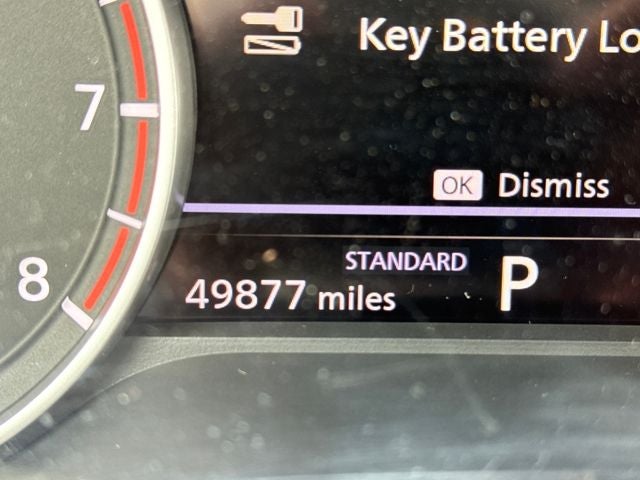 Key Battery Lo
7
OK Dismiss
STANDARD
8
49877 miles
P